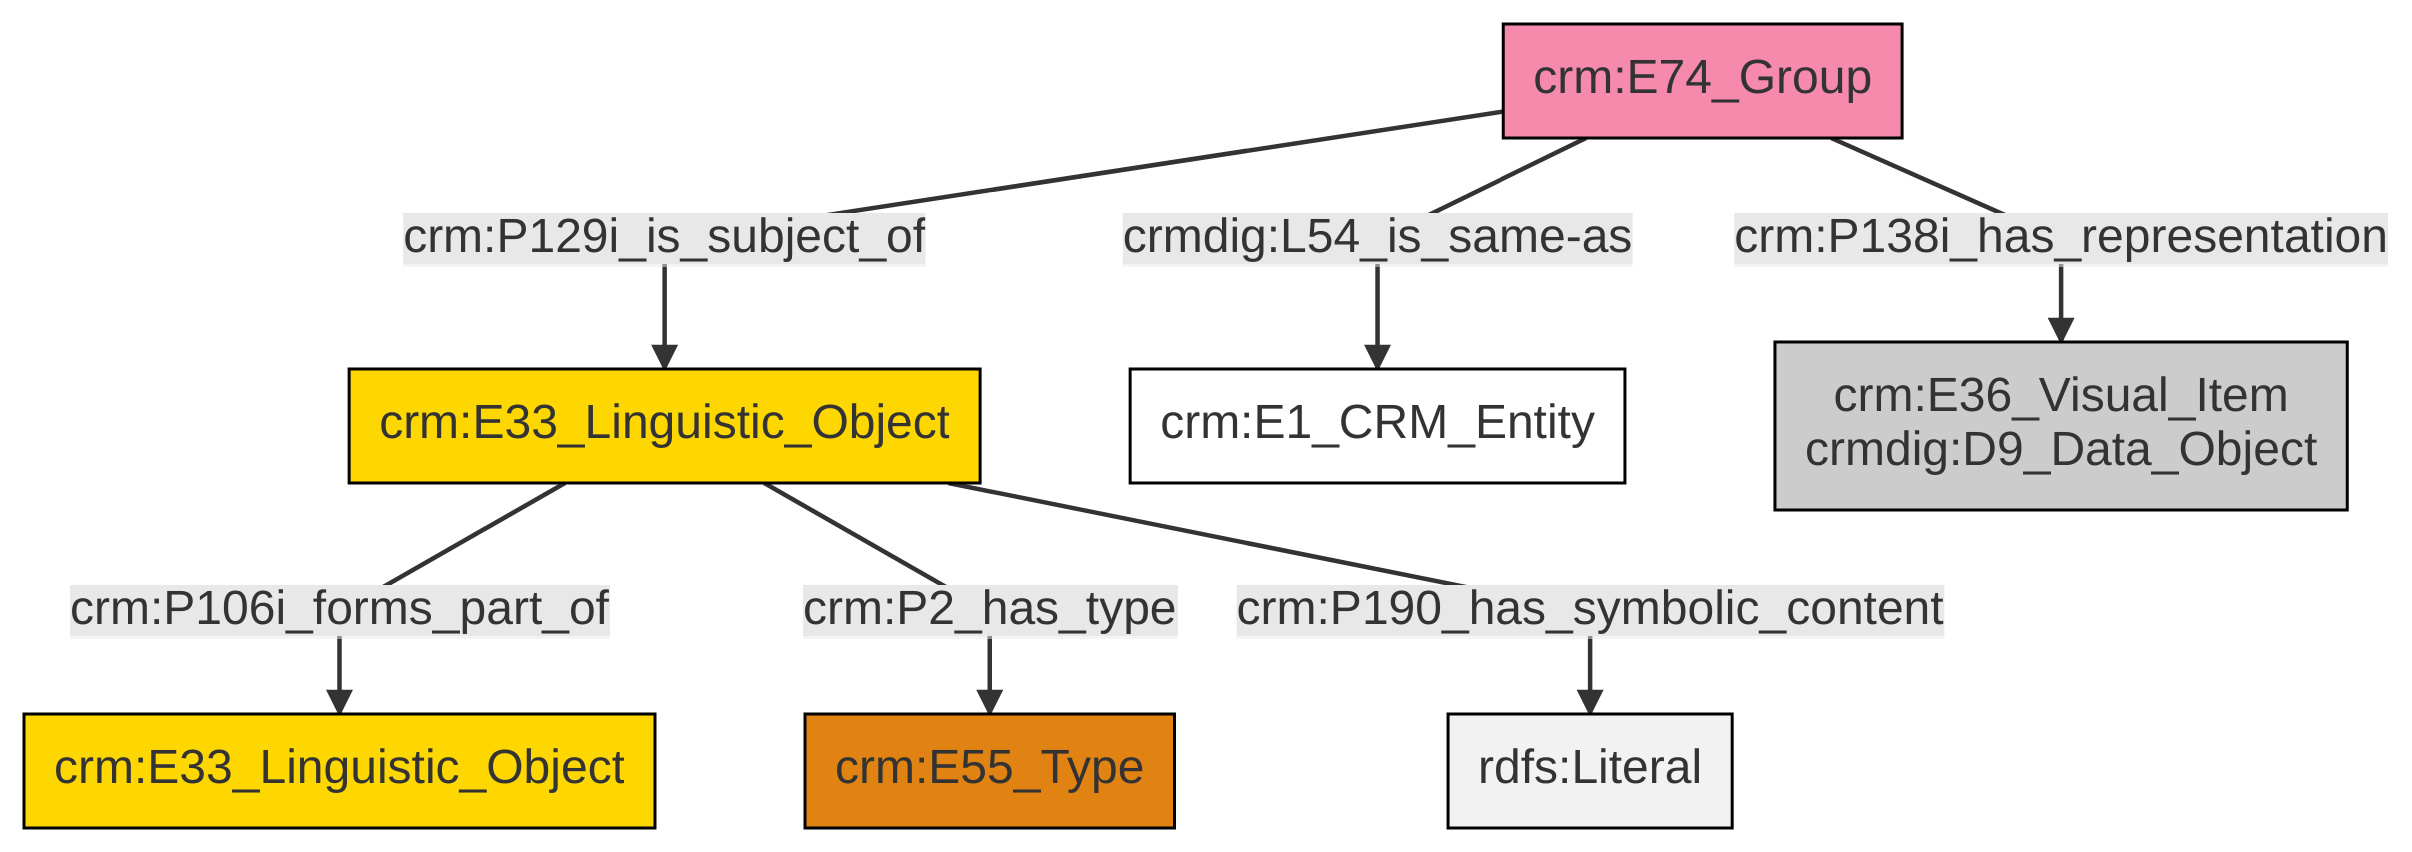 crm:E74_Group
crm:P129i_is_subject_of
crmdig:L54_is_same-as
crm:P138i_has_representation
crm:E33_Linguistic_Object
crm:E1_CRM_Entity
crm:E36_Visual_Item
crmdig:D9_Data_Object
crm:P106i_forms_part_of
crm:P2_has_type
crm:P190_has_symbolic_content
crm:E33_Linguistic_Object
crm:E55_Type
rdfs:Literal